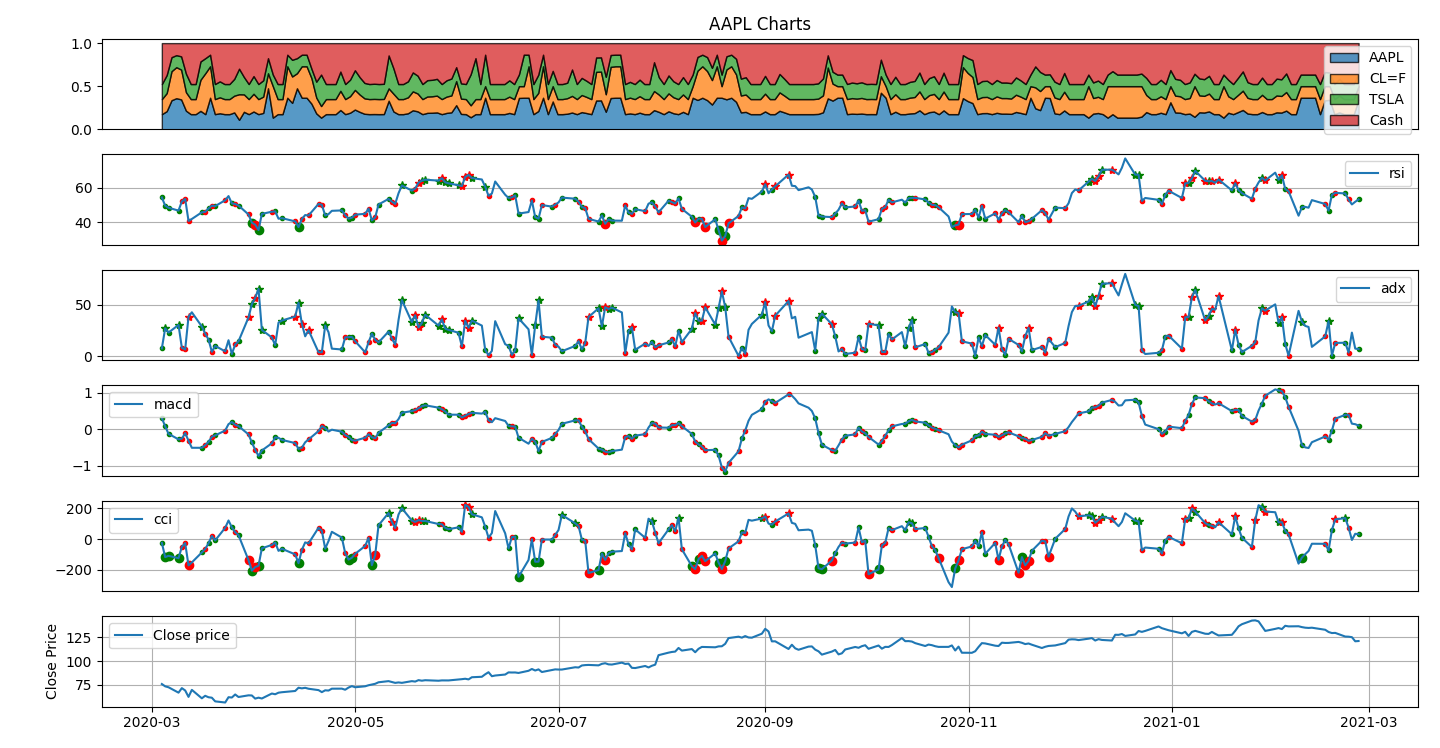 AAPL Charts
1.0
0.5
0.0
AAPL
CL=F
TSLA
Cash
60
40
rsi
50
0
adx
1
0
−1
macd
200
0
−200
cci
Close Price
125
100
75
Close price
2020-03
2020-05
2020-07
2020-09
2020-11
2021-01
2021-03